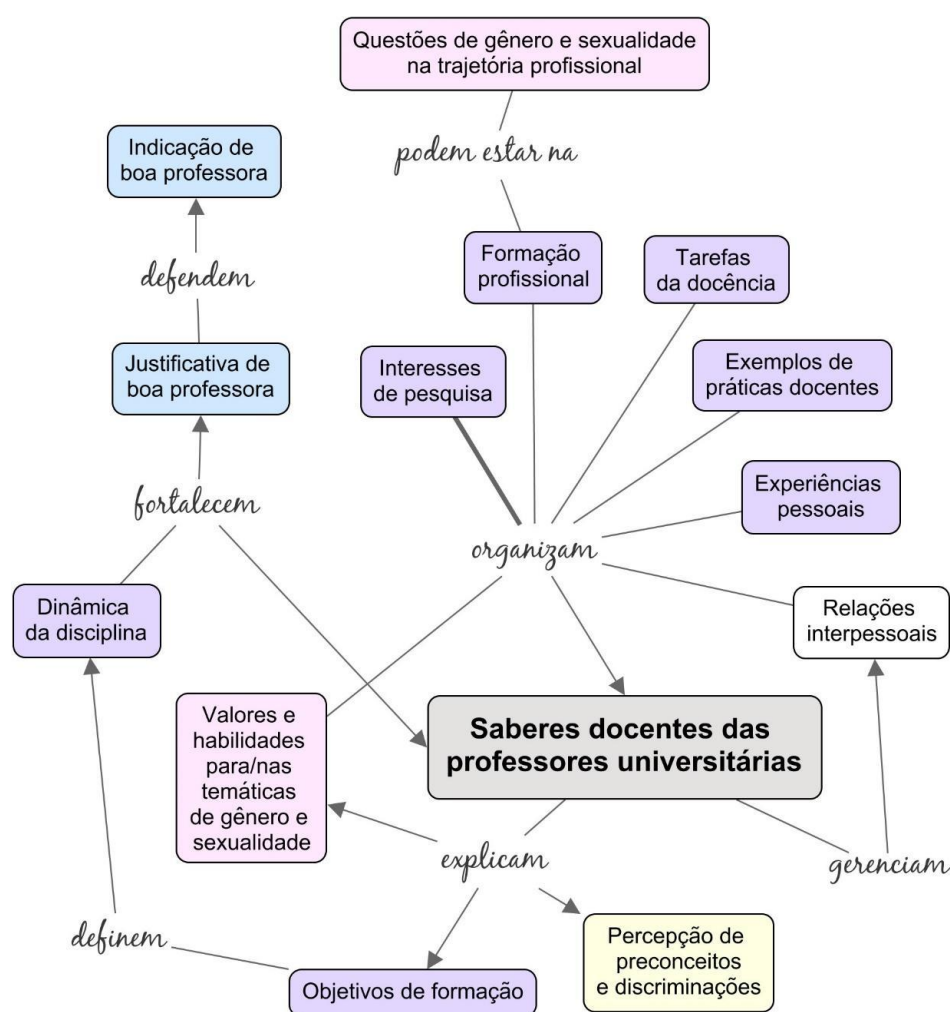 Questões de gênero e sexualidade
na trajetória profissional
podem estar na
Indicação de
boa professora
defendem
Justificativa de
boa professora
Formação
profissional
Tarefas
da docência
Interesses
de pesquisa
Exemplos de
práticas docentes
Experiências
pessoais
fortalecem
organizam
Dinâmica
da disciplina
Relações
interpessoais
Valores e
habilidades
para/nas
temáticas
de gênero e
sexualidade
Saberes docentes das
professores universitárias
explicam
gerenciam
definem
Objetivos de formação
Percepção de
preconceitos
e discriminações